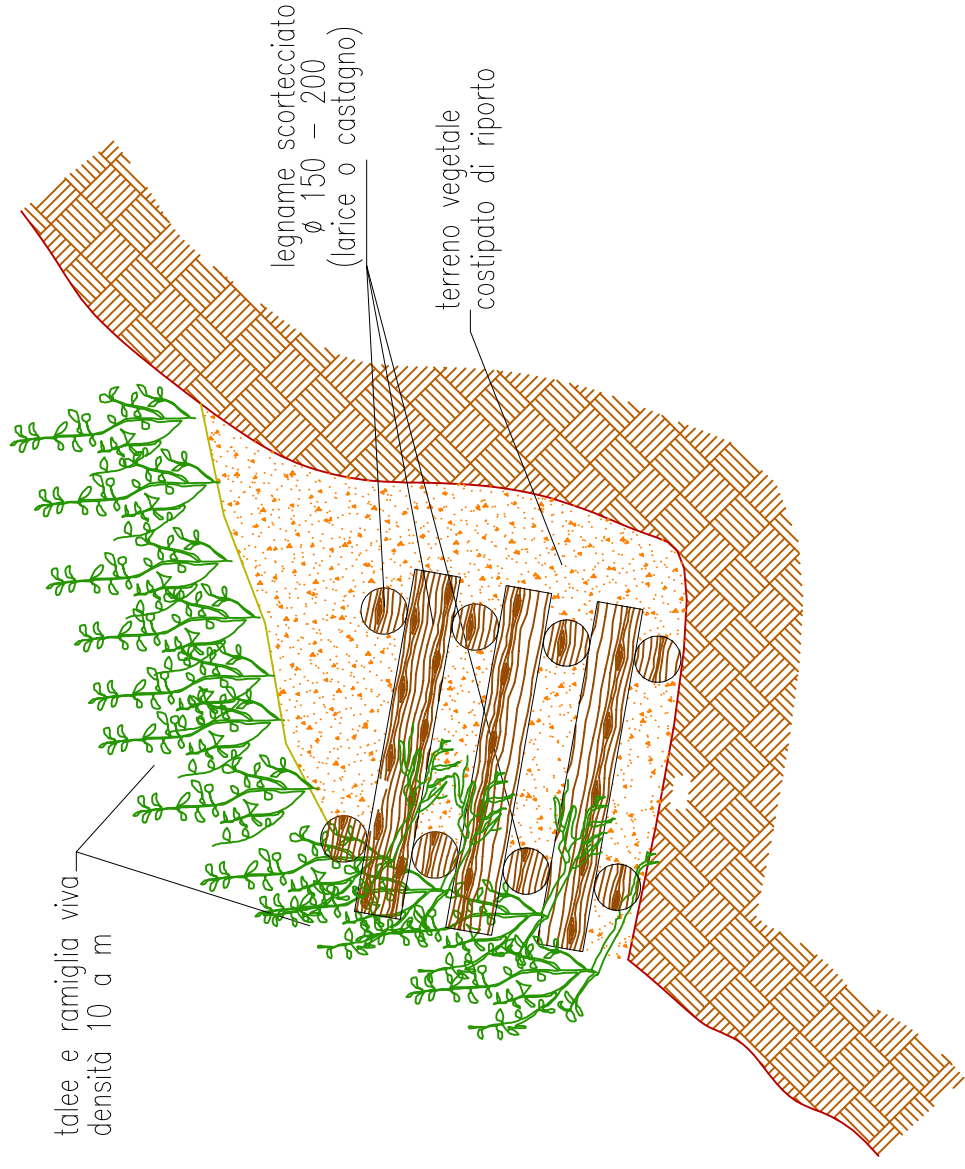 talee e ramiglia viva
densità 10 a m
legname scortecciato
ø 150 - 200
(larice o castagno)
terreno vegetale
costipato di riporto